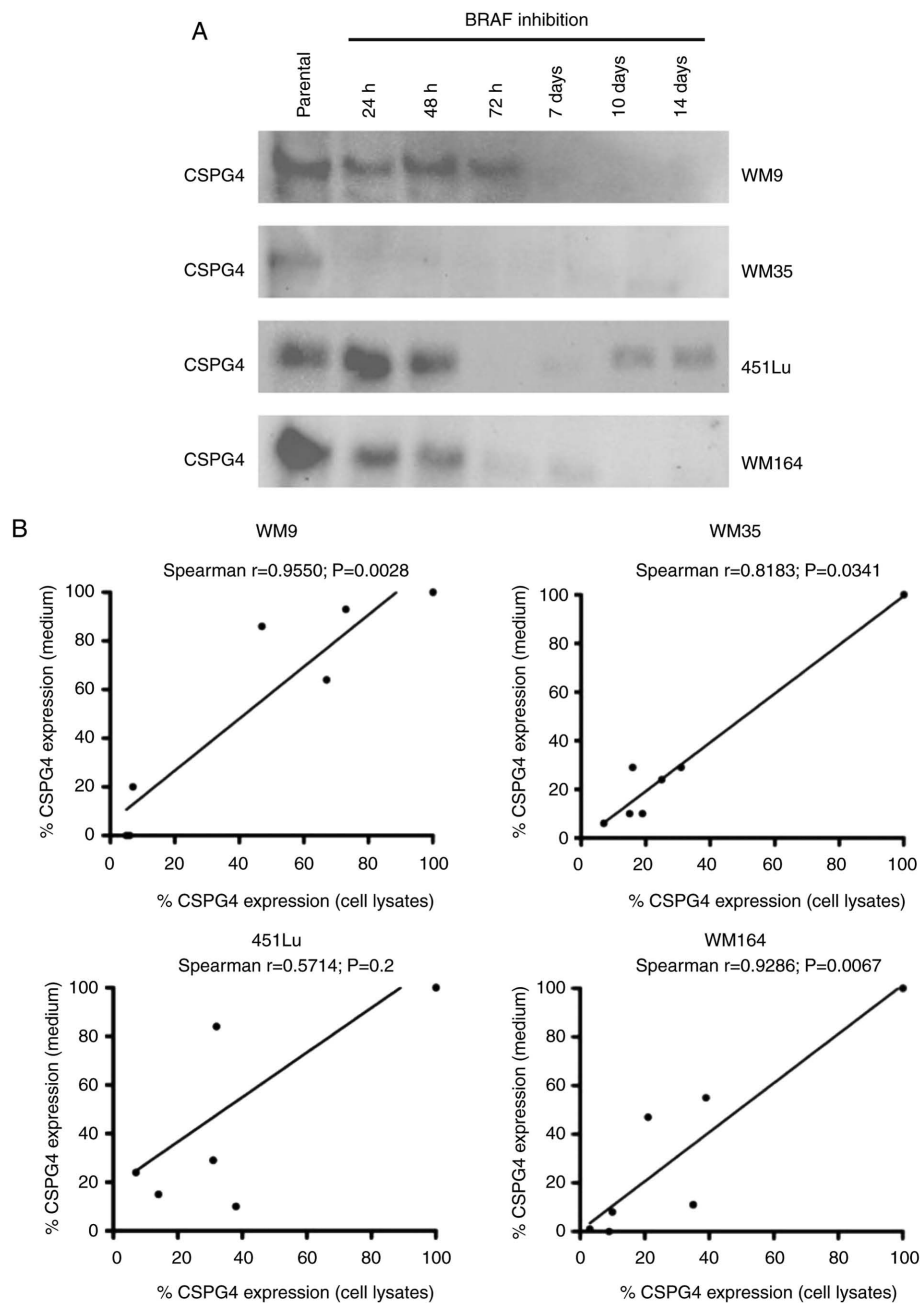 A
BRAF inhibition
Parental 24 h 48 h 72 h 7 days 10 days 14 days
CSPG4 WM9
CSPG4 WM35
CSPG4 451Lu
CSPG4 WM164
B
WM9
Spearman r=0.9550; P=0.0028
% CSPG4 expression (medium)
100
80
60
40
20
0
0 20 40 60 80 100
% CSPG4 expression (cell lysates)
WM35
Spearman r=0.8183; P=0.0341
% CSPG4 expression (medium)
100
80
60
40
20
0
0 20 40 60 80 100
% CSPG4 expression (cell lysates)
451Lu
Spearman r=0.5714; P=0.2
% CSPG4 expression (medium)
100
80
60
40
20
0
0 20 40 60 80 100
% CSPG4 expression (cell lysates)
WM164
Spearman r=0.9286; P=0.0067
% CSPG4 expression (medium)
100
80
60
40
20
0
0 20 40 60 80 100
% CSPG4 expression (cell lysates)